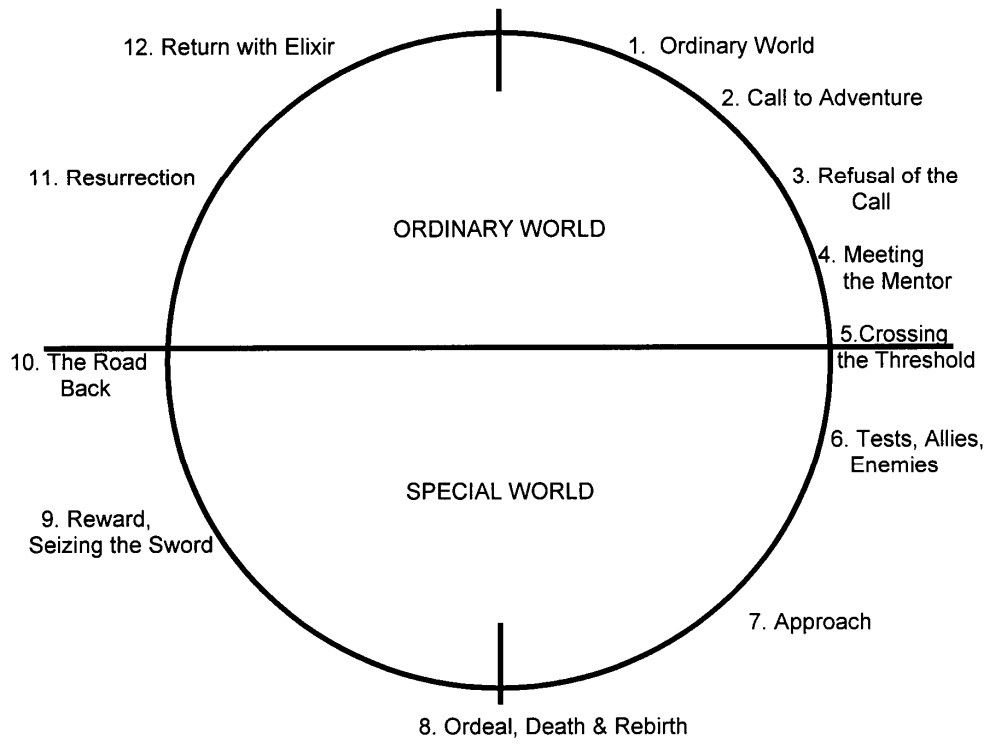 12. Return with Elixir
1. Ordinary World
2. Call to Adventure
3. Refusal of the
Call
11. Resurrection
ORDINARY WORLD
4. Meeting
the Mentor
5.Crossing
the Threshold
10. The Road
Back
6. Tests, Allies,
Enemies
SPECIAL WORLD
9. Reward,
Seizing the Sword
7. Approach
8. Ordeal, Death & Rebirth